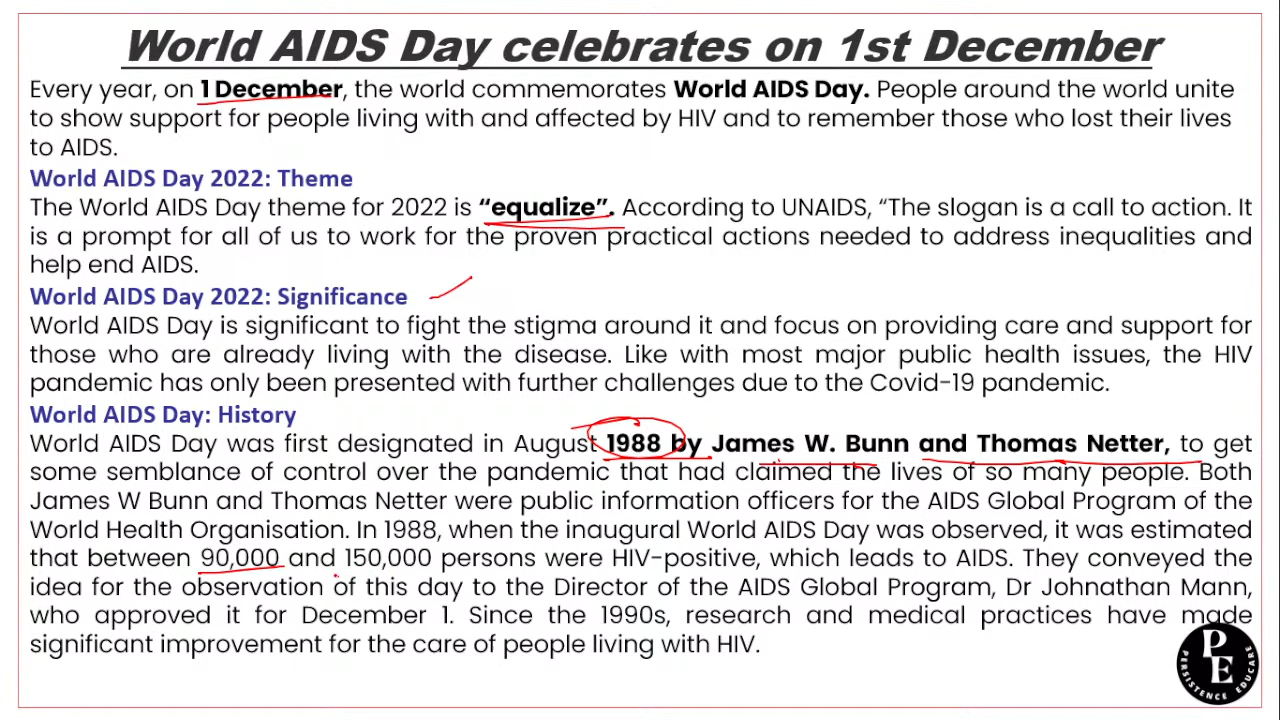 World AIDS Day celebrates on 1st December
Every year, on 1 December, the world commemorates World AIDS Day. People around the world unite
to show support for people living with and affected by HIV and to remember those who lost their lives
to AIDS.
World AIDS Day 2022: Theme
The World AIDS Day theme for 2022 is “equalize”. According to UNAIDS, “The slogan is a call to action. It
is a prompt for all of us to work for the proven practical actions needed to address inequalities and
help end AIDS.
World AIDS Day 2022: Significance
World AIDS Day is significant to fight the stigma around it and focus on providing care and support for
those who are already living with the disease. Like with most major public health issues, the HIV
pandemic has only been presented with further challenges due to the Covid-19 pandemic.
World AIDS Day: History
World AIDS Day was first designated in August 1988 by James W. Bunn and Thomas Netter, to get
some semblance of control over the pandemic that had claimed the lives of so many people. Both
James W Bunn and Thomas Netter were public information officers for the AIDS Global Program of the
World Health Organisation. In 1988, when the inaugural World AIDS Day was observed, it was estimated
that between 90,000 and 150,000 persons were HIV-positive, which leads to AIDS. They conveyed the
idea for the observation of this day to the Director of the AIDS Global Program, Dr Johnathan Mann,
who approved it for December 1. Since the 1990s, research and medical practices have made
significant improvement for the care of people living with HIV.
P
E
PERSISTENCE EDUCARE